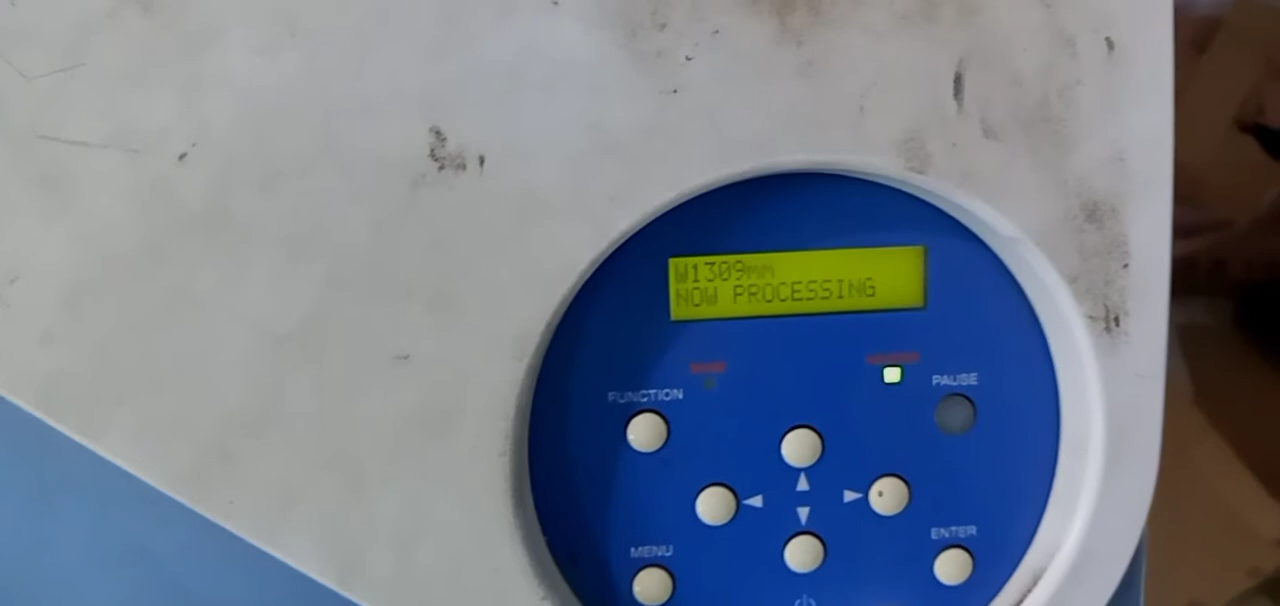 W1309mm
NOW PROCESSING
FUNCTION
PAUSE
MENU
ENTER